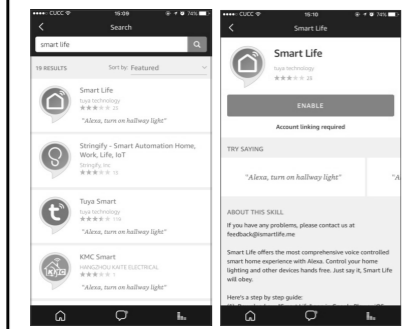 CUCC
15:09
74%
Search
smart life
19 RESULTS
Sort by: Featured
Smart Life
tuya technology
"Alexa, turn on hallway light"
Stringify - Smart Automation Home,
Work, Life, IoT
Stringify, Inc
"Alexa, turn on hallway light"
Tuya Smart
tuya technology
"Alexa, turn on hallway light"
KMC Smart
HANGZHOU KAITE ELECTRICAL
"Alexa, turn on hallway light"
CUCC
15:10
74%
Smart Life
Smart Life
tuya technology
ENABLE
Account linking required
TRY SAYING
"Alexa, turn on hallway light"
"A
ABOUT THIS SKILL
If you have any problems, please contact us at
feedback@ismartlife.me
Smart Life offers the most comprehensive voice controlled
smart home experience with Alexa. Control your home
lighting and other devices hands free. Just say it, Smart Life
will obey.
Here's a step by step guide: